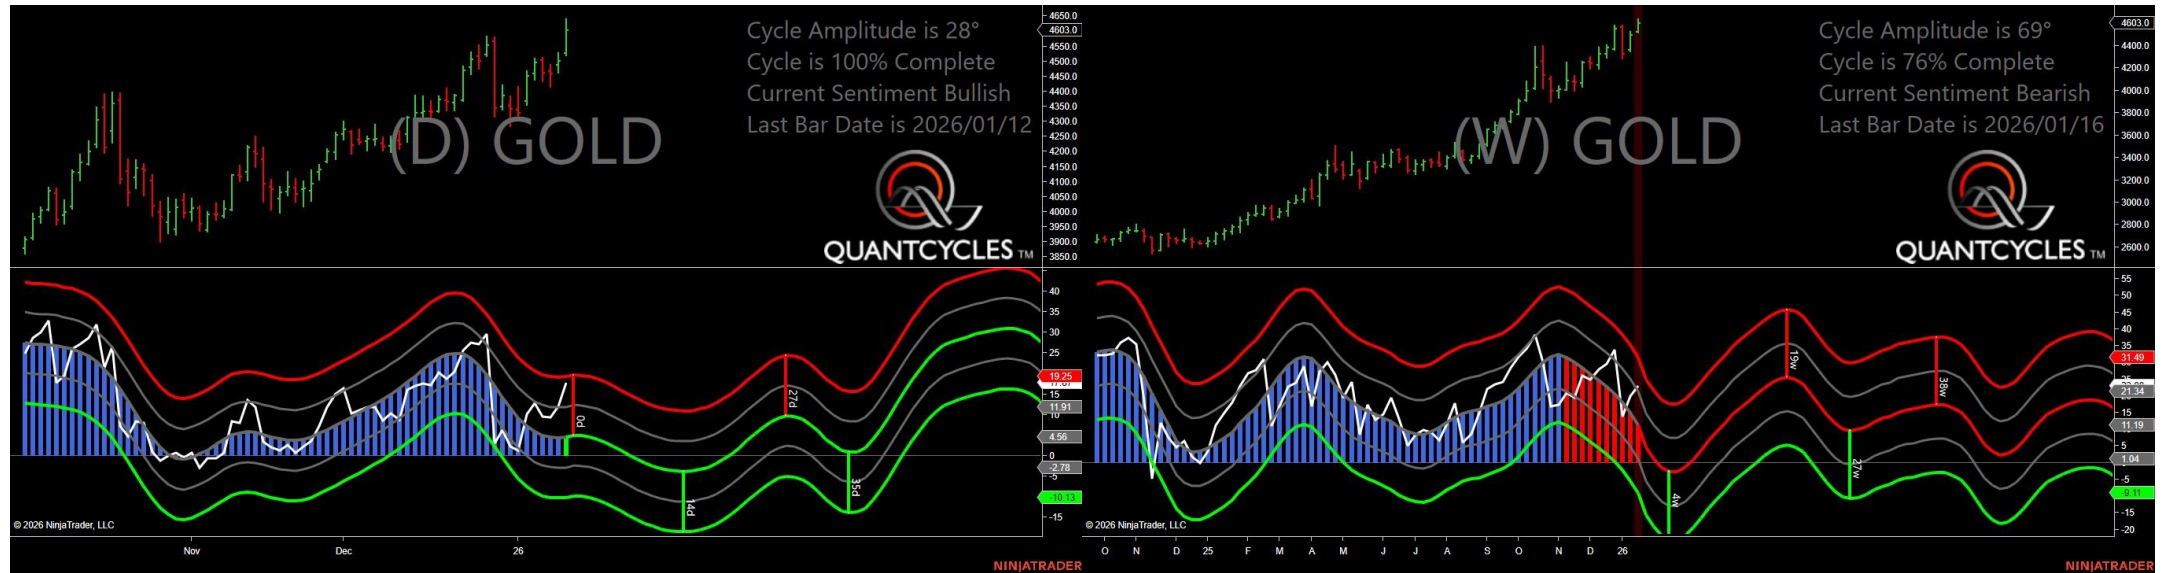 Cycle Amplitude is 28°
Cycle is 100% Complete
Current Sentiment Bullish
Last Bar Date is 2026/01/12
(D) GOLD
QUANTCYCLES TM
4650.0
4603.0
4550.0
4500.0
4450.0
4400.0
4350.0
4300.0
4250.0
4200.0
4150.0
4100.0
4050.0
4000.0
3950.0
3900.0
3850.0
40
35
30
25
19.25
15
11.91
4.56
0
-2.78
-5
-10.13
-15
0d
14d
27d
35d
© 2026 NinjaTrader, LLC
Nov
Dec
26
NINJATRADER
Cycle Amplitude is 69°
Cycle is 76% Complete
Current Sentiment Bearish
Last Bar Date is 2026/01/16
(W) GOLD
QUANTCYCLES TM
4603.0
4400.0
4200.0
4000.0
3800.0
3600.0
3400.0
3200.0
3000.0
2800.0
2600.0
55
50
45
40
35
31.49
21.34
15
11.19
5
1.04
-5
-9.11
-15
-20
4w
19w
27w
38w
© 2026 NinjaTrader, LLC
O N D 25 F M A M J J A S O N D 26
NINJATRADER